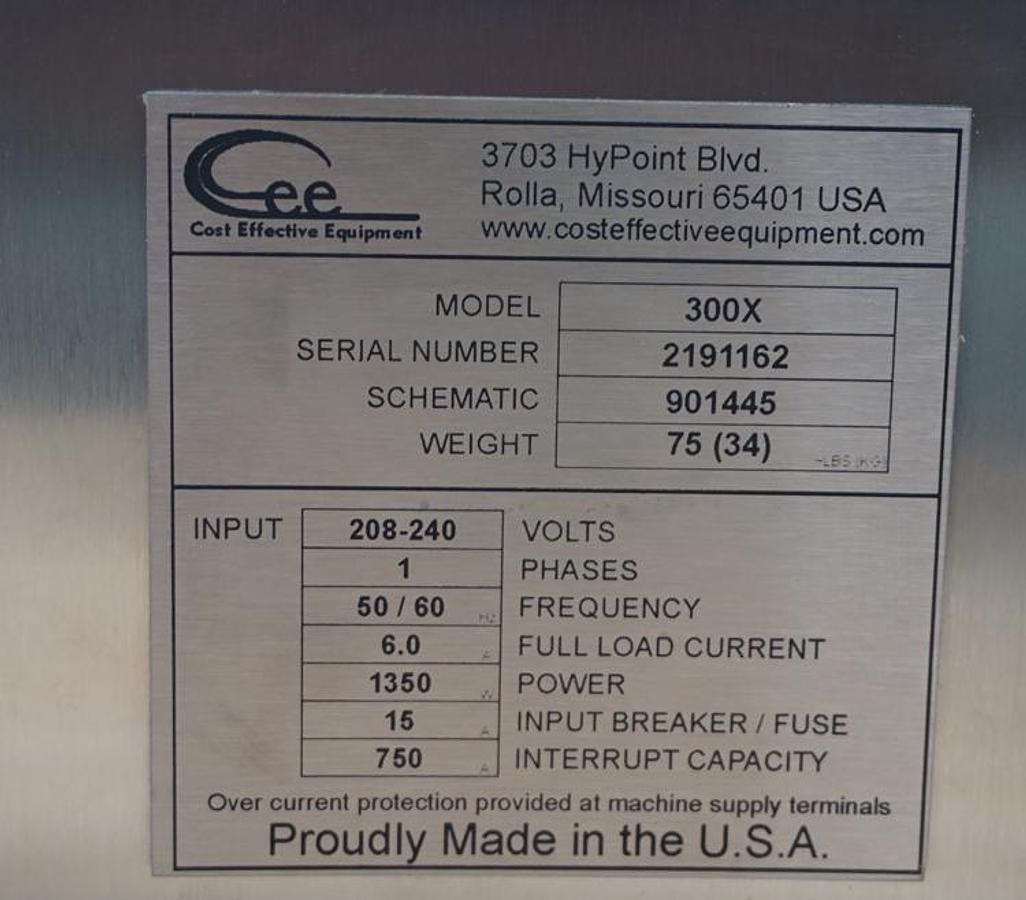 Cee
Cost Effective Equipment
3703 HyPoint Blvd.
Rolla, Missouri 65401 USA
www.costeffectiveequipment.com
MODEL 300X
SERIAL NUMBER 2191162
SCHEMATIC 901445
WEIGHT 75 (34) ~LBS (KG)
INPUT 208-240 VOLTS
1 PHASES
50 / 60 Hz FREQUENCY
6.0 A FULL LOAD CURRENT
1350 W POWER
15 A INPUT BREAKER / FUSE
750 A INTERRUPT CAPACITY
Over current protection provided at machine supply terminals
Proudly Made in the U.S.A.